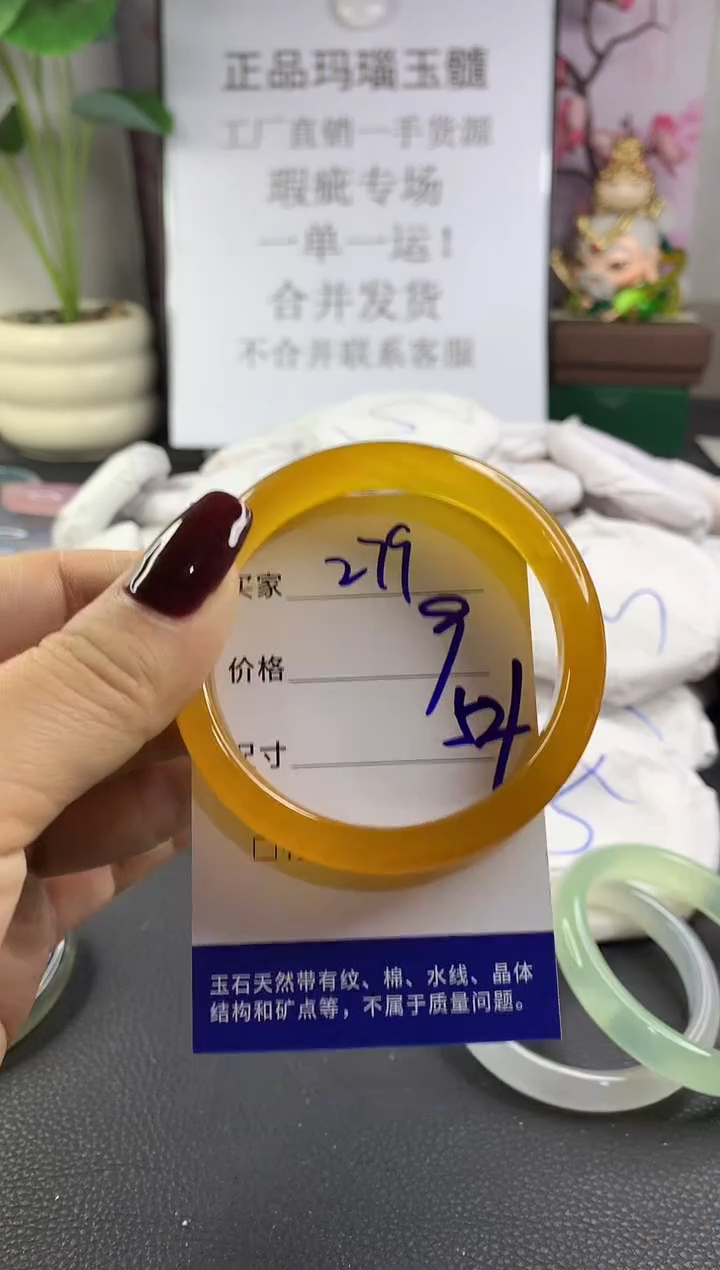 正品玛瑙玉髓
工厂直销一手货源
瑕疵专场
一单一运！
合并发货
不合并联系客服
买家 279
9
价格
54
尺寸
玉石天然带有纹、棉、水线、晶体
结构和矿点等，不属于质量问题。